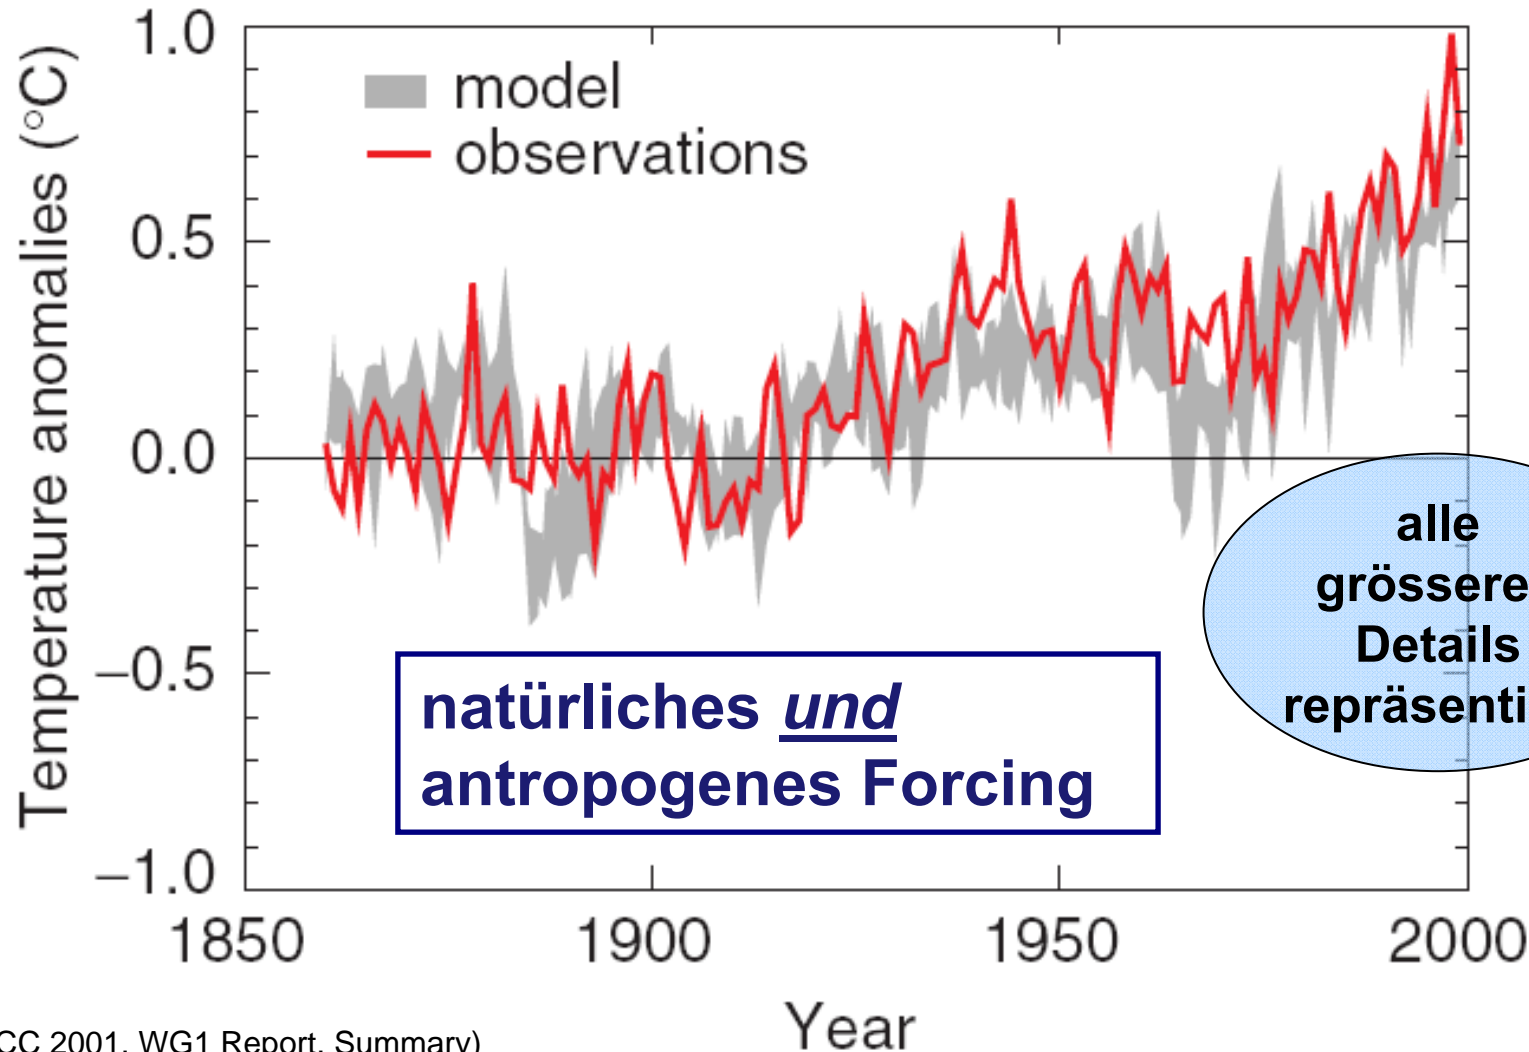 Temperature anomalies (°C)
1.0
0.5
0.0
−0.5
−1.0
model
observations
natürliches und
antropogenes Forcing
alle
grössere
Details
repräsenti
1850
1900
1950
2000
Year
CC 2001, WG1 Report, Summary)